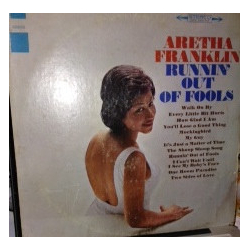 ARETHA
FRANKLIN
RUNNIN'
OUT
OF FOOLS
Walk On By
Every Little Bit Hurts
How Glad I Am
You'll Lose a Good Thing
Mockingbird
My Guy
It's Just a Matter of Time
The Shoop Shoop Song
Runnin' Out of Fools
I Can't Wait Until
I See My Baby's Face
One Room Paradise
Two Sides of Love